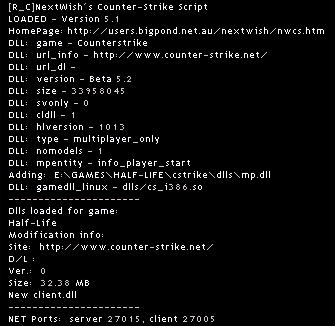 [R_C]NextWish's Counter-Strike Script
LOADED - Version 5.1
HomePage: http://users.bigpond.net.au/nextwish/nwcs.htm
DLL: game - Counterstrike
DLL: url_info - http://www.counter-strike.net/
DLL: url_dl -
DLL: version - Beta 5.2
DLL: size - 33958045
DLL: svonly - 0
DLL: cldll - 1
DLL: hlversion - 1013
DLL: type - multiplayer_only
DLL: nomodels - 1
DLL: mpentity - info_player_start
Adding: E:\GAMES\HALF-LIFE\cstrike\dlls\mp.dll
DLL: gamedll_linux - dlls/cs_i386.so
----------------------
Dlls loaded for game:
Half-Life
Modification info:
Site: http://www.counter-strike.net/
D/L :
Ver.: 0
Size: 32.38 MB
New client.dll
----------------------
NET Ports: server 27015, client 27005